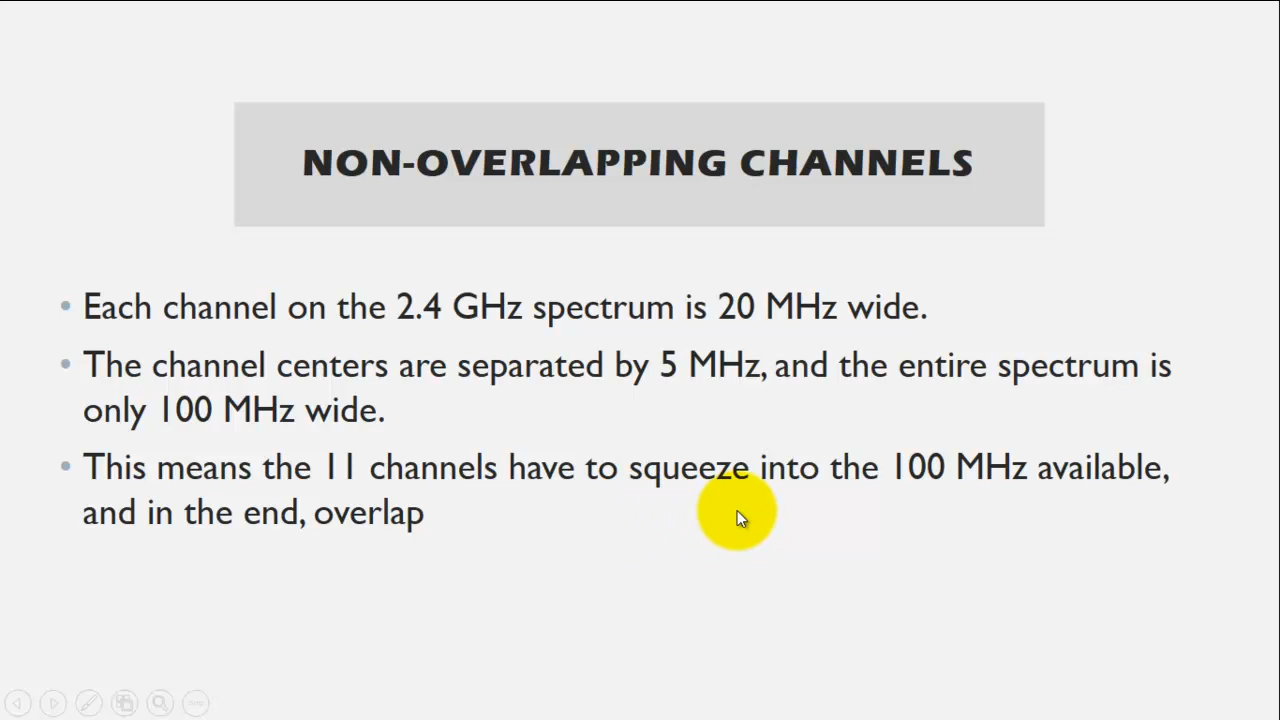 NON-OVERLAPPING CHANNELS
• Each channel on the 2.4 GHz spectrum is 20 MHz wide.
• The channel centers are separated by 5 MHz, and the entire spectrum is
only 100 MHz wide.
• This means the 11 channels have to squeeze into the 100 MHz available,
and in the end, overlap